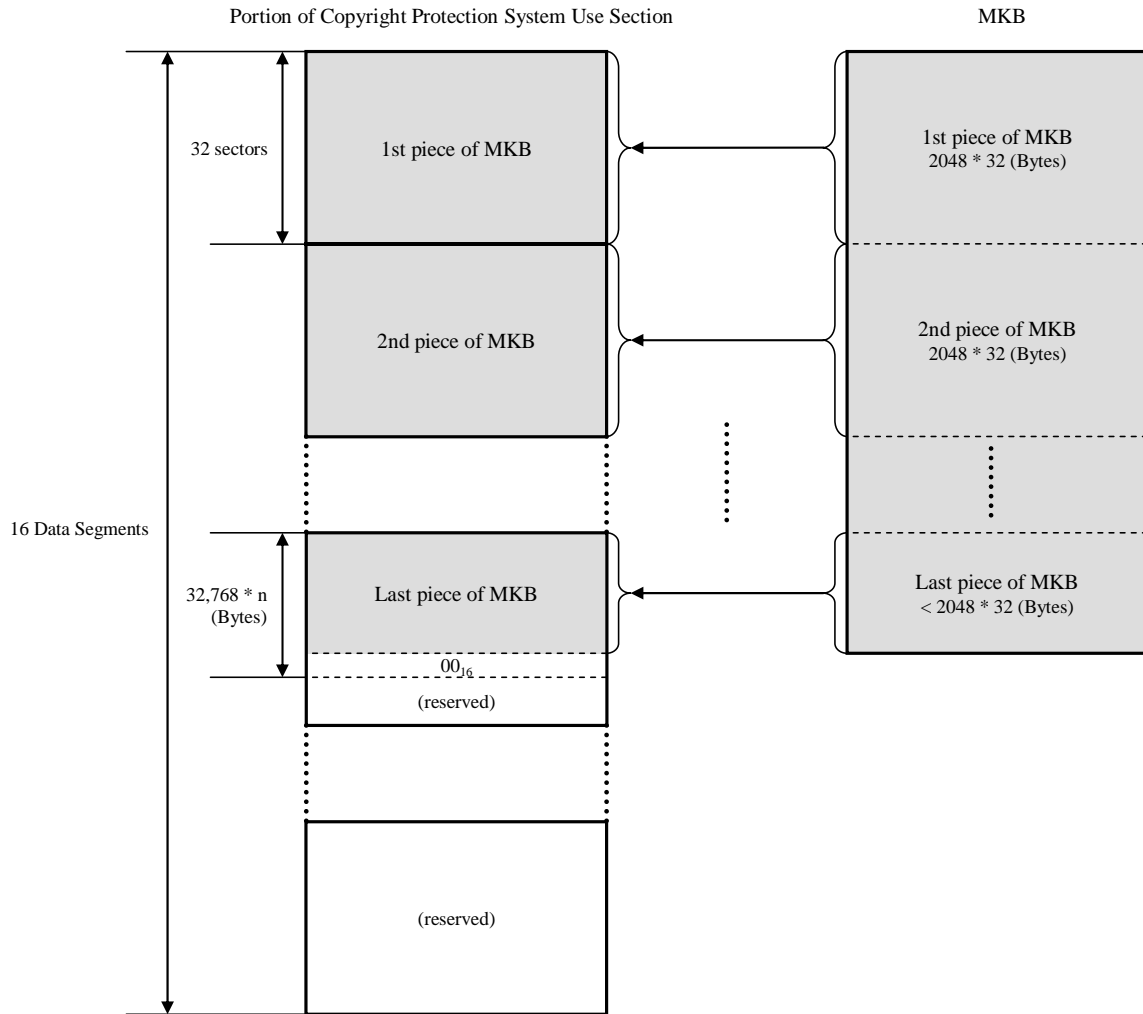 Portion of Copyright Protection System Use Section
MKB
32 sectors
1st piece of MKB
1st piece of MKB
2048 * 32 (Bytes)
2nd piece of MKB
2nd piece of MKB
2048 * 32 (Bytes)
16 Data Segments
32,768 * n
(Bytes)
Last piece of MKB
Last piece of MKB
< 2048 * 32 (Bytes)
00₁₆
(reserved)
(reserved)